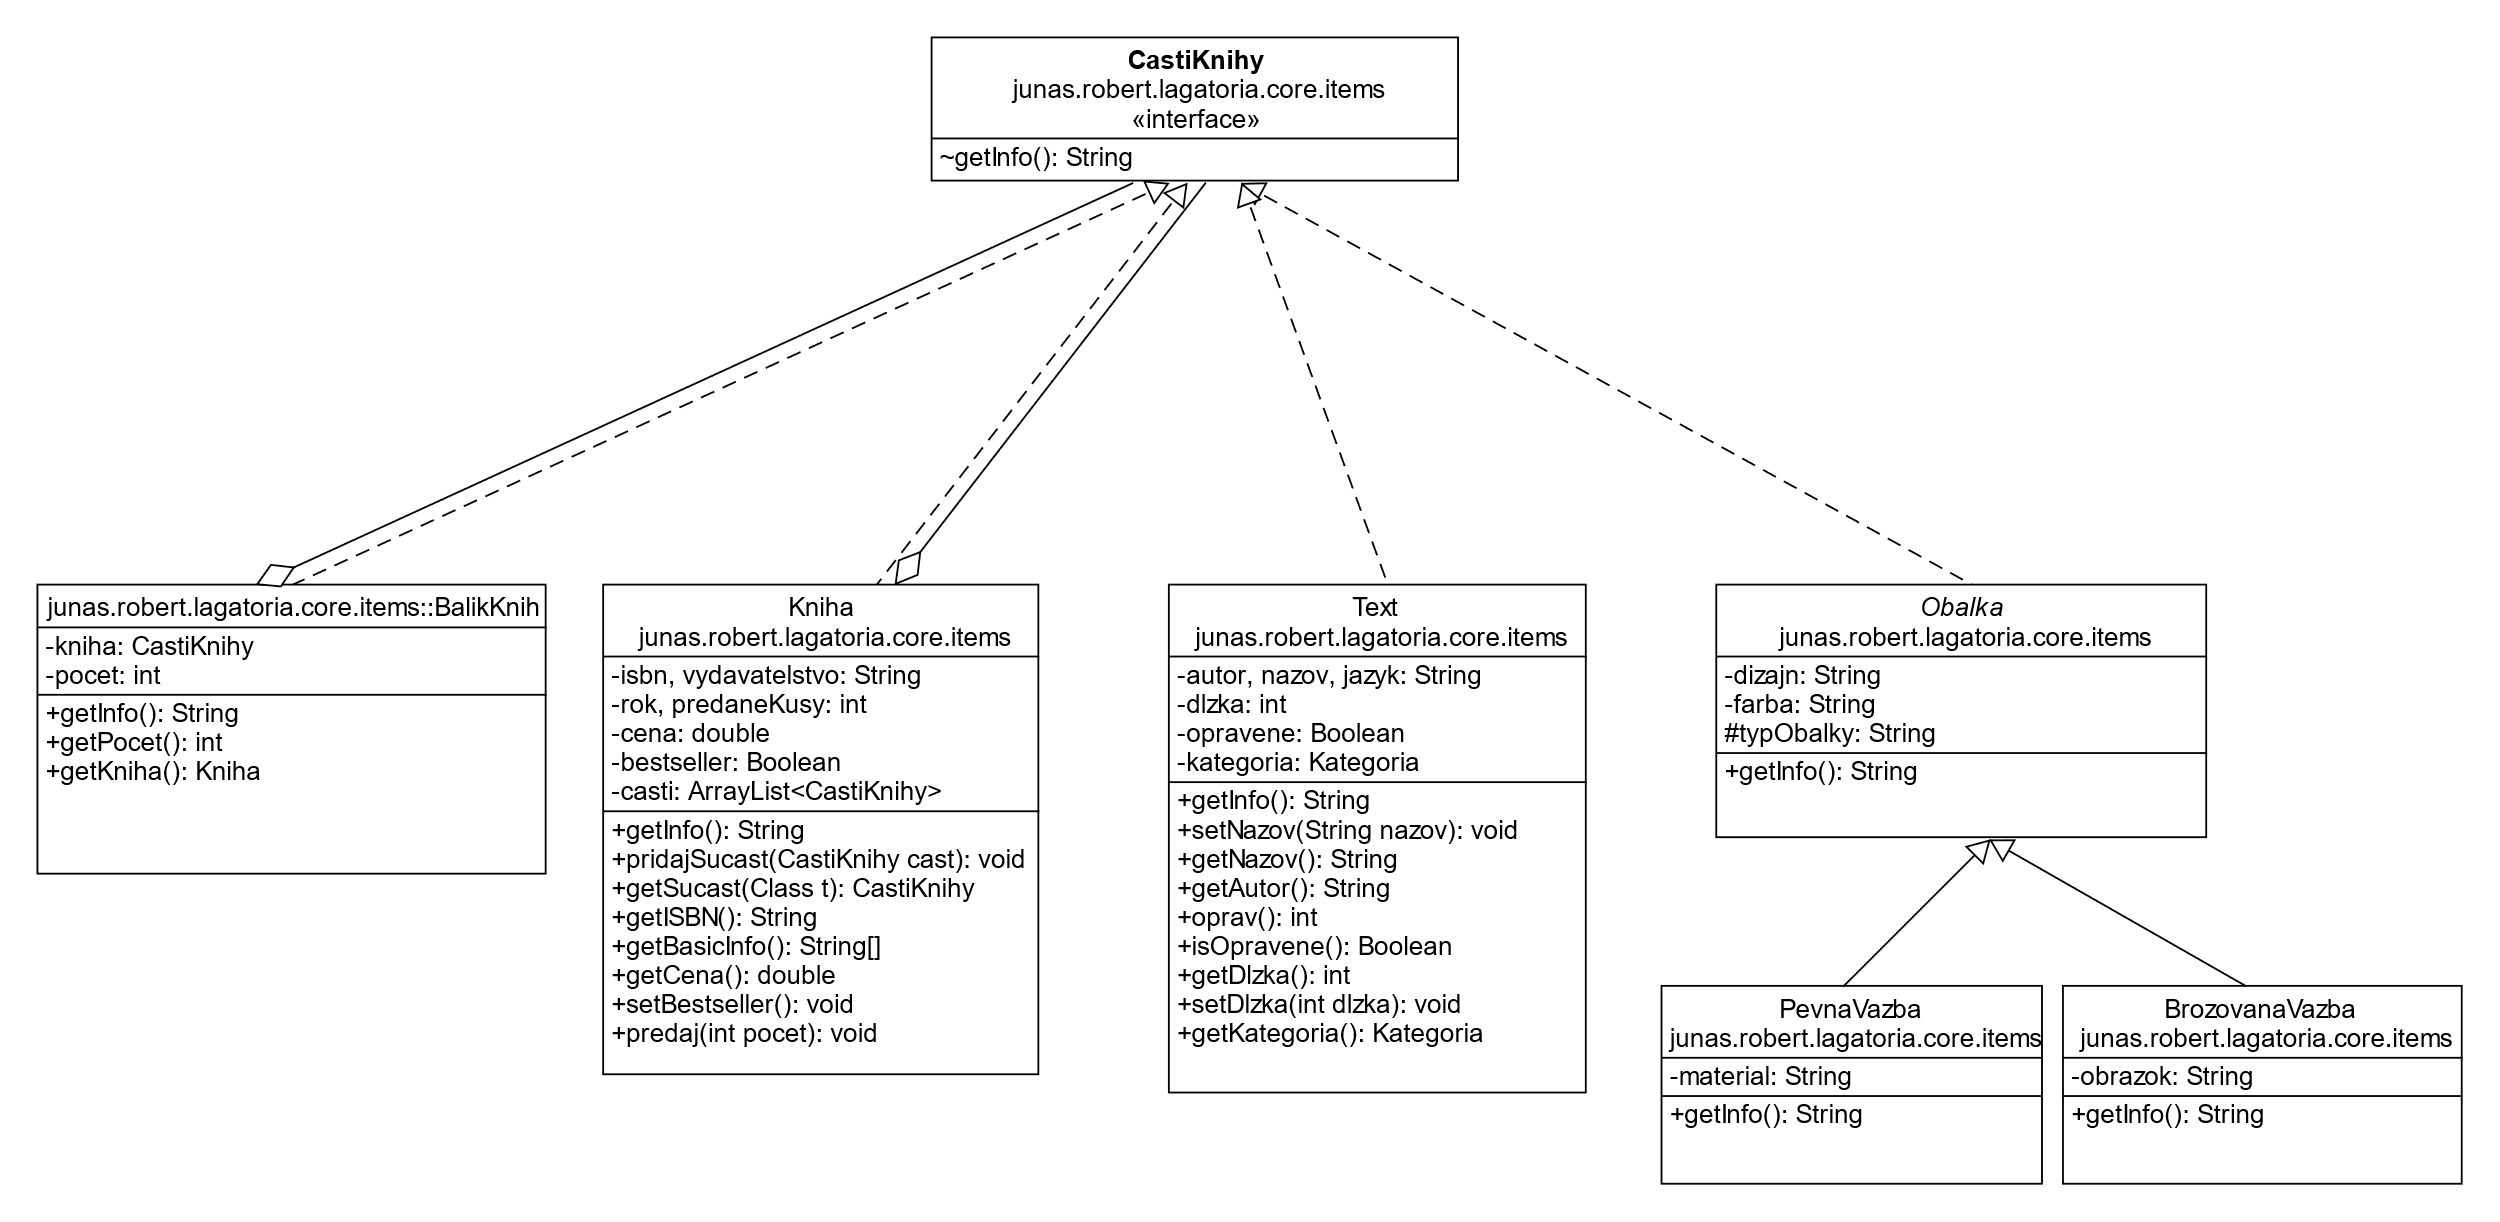 CastiKnihy
junas.robert.lagatoria.core.items
«interface»
~getInfo(): String
junas.robert.lagatoria.core.items::BalikKnih
-kniha: CastiKnihy
-pocet: int
+getInfo(): String
+getPocet(): int
+getKniha(): Kniha
Kniha
junas.robert.lagatoria.core.items
-isbn, vydavatelstvo: String
-rok, predaneKusy: int
-cena: double
-bestseller: Boolean
-casti: ArrayList<CastiKnihy>
+getInfo(): String
+pridajSucast(CastiKnihy cast): void
+getSucast(Class t): CastiKnihy
+getISBN(): String
+getBasicInfo(): String[]
+getCena(): double
+setBestseller(): void
+predaj(int pocet): void
Text
junas.robert.lagatoria.core.items
-autor, nazov, jazyk: String
-dlzka: int
-opravene: Boolean
-kategoria: Kategoria
+getInfo(): String
+setNazov(String nazov): void
+getNazov(): String
+getAutor(): String
+oprav(): int
+isOpravene(): Boolean
+getDlzka(): int
+setDlzka(int dlzka): void
+getKategoria(): Kategoria
Obalka
junas.robert.lagatoria.core.items
-dizajn: String
-farba: String
#typObalky: String
+getInfo(): String
PevnaVazba
junas.robert.lagatoria.core.items
-material: String
+getInfo(): String
BrozovanaVazba
junas.robert.lagatoria.core.items
-obrazok: String
+getInfo(): String